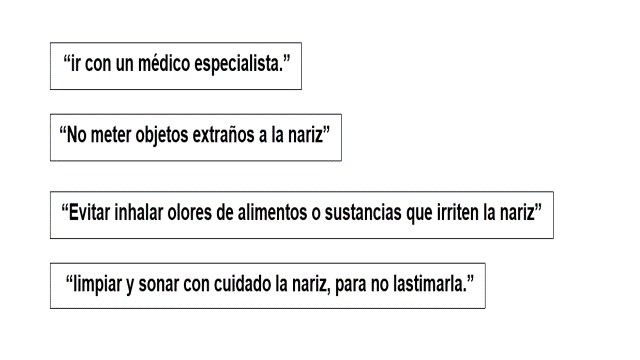 “ir con un médico especialista.”
“No meter objetos extraños a la nariz”
“Evitar inhalar olores de alimentos o sustancias que irriten la nariz”
“limpiar y sonar con cuidado la nariz, para no lastimarla.”